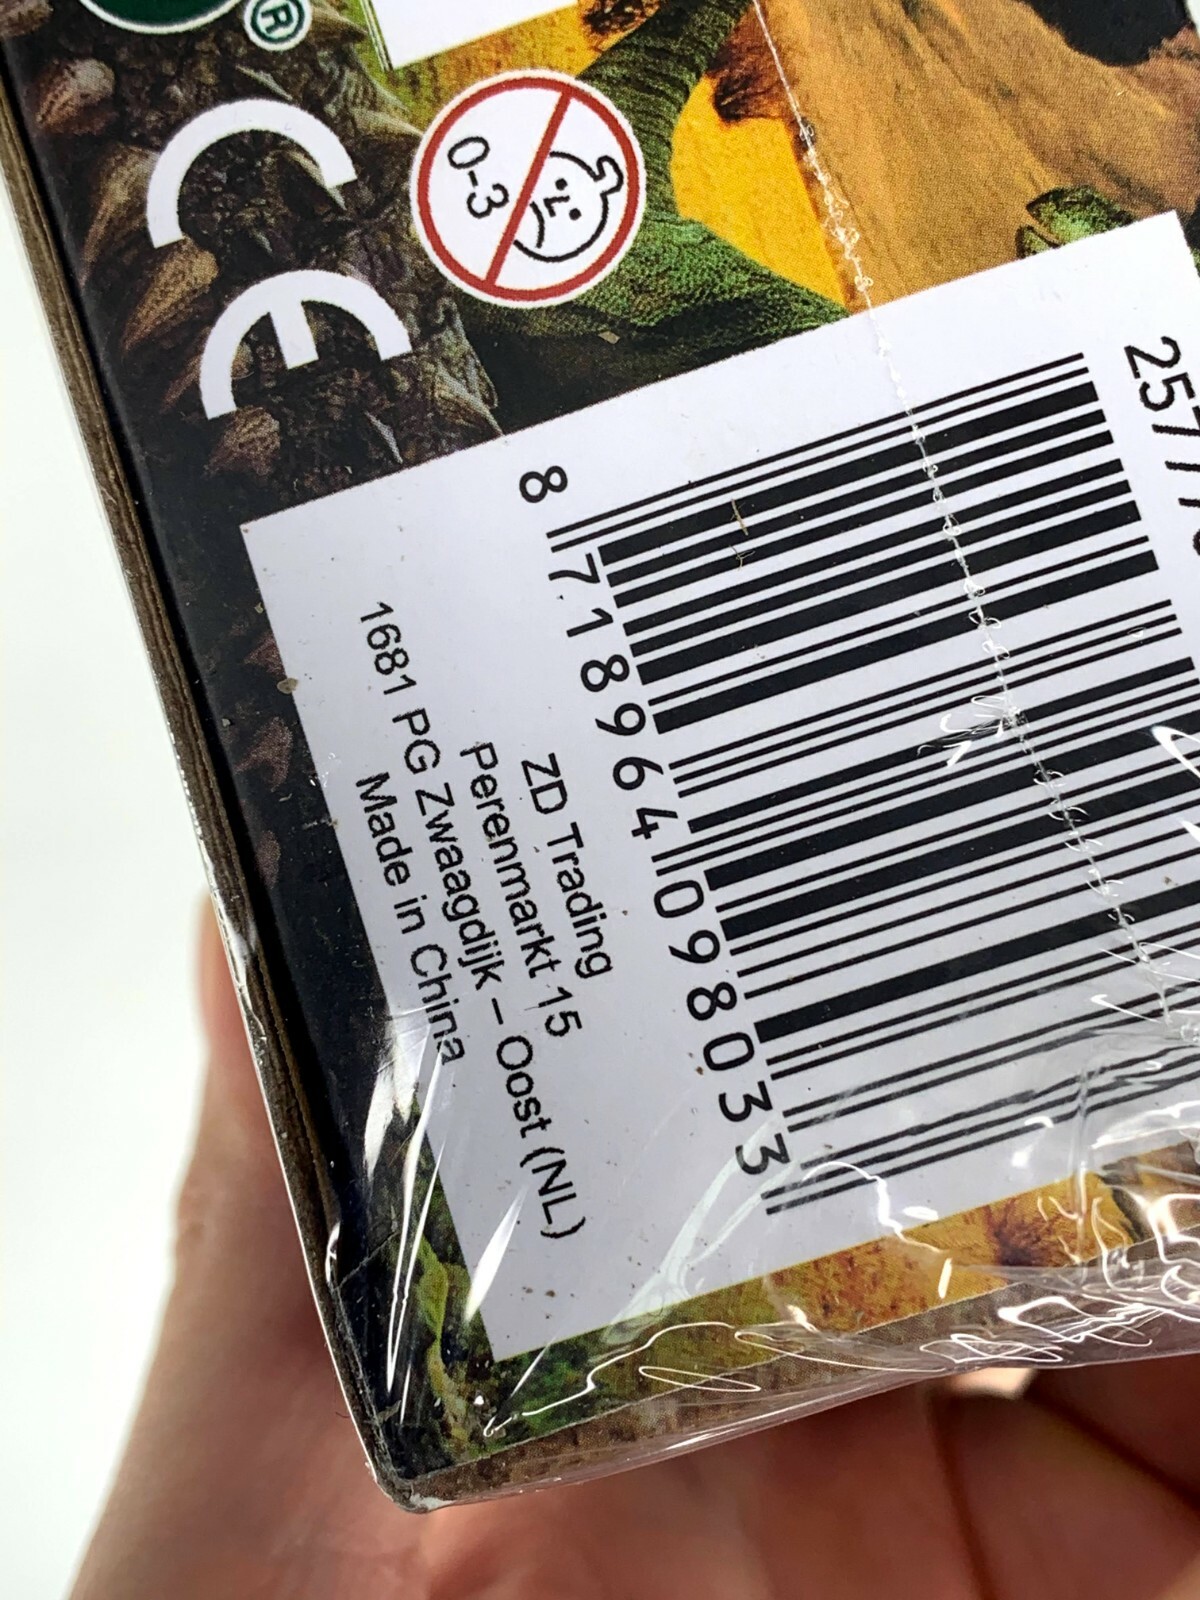 ®
CE
0-3
8 718964 098033
ZD Trading
Perenmarkt 15
1681 PG Zwaagdijk – Oost (NL)
Made in China